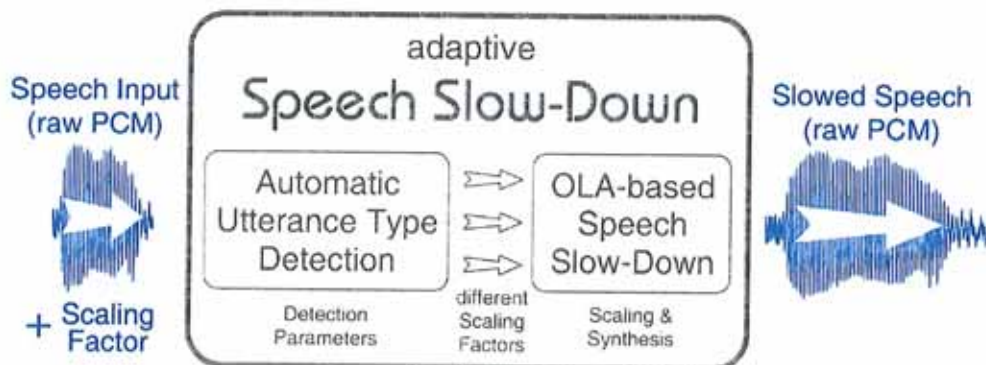 adaptive
Speech Slow-Down
Speech Input
(raw PCM)
+ Scaling
Factor
Automatic
Utterance Type
Detection
Detection
Parameters
different
Scaling
Factors
OLA-based
Speech
Slow-Down
Scaling &
Synthesis
Slowed Speech
(raw PCM)